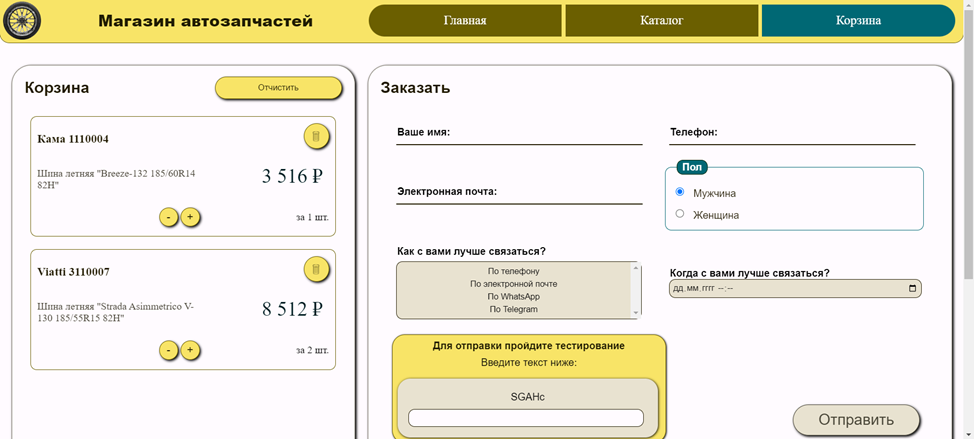 Магазин автозапчастей
Главная
Каталог
Корзина
Корзина
Отчистить
Кама 1110004
Шина летняя "Breeze-132 185/60R14
82H"
3 516 ₽
-
+
за 1 шт.
Viatti 3110007
Шина летняя "Strada Asimmetrico V-
130 185/55R15 82H"
8 512 ₽
-
+
за 2 шт.
Заказать
Ваше имя:
Телефон:
Пол
Мужчина
Женщина
Электронная почта:
Как с вами лучше связаться?
По телефону
По электронной почте
По WhatsApp
По Telegram
Когда с вами лучше связаться?
дд.мм.гггг --:--
Для отправки пройдите тестирование
Введите текст ниже:
SGAHc
Отправить